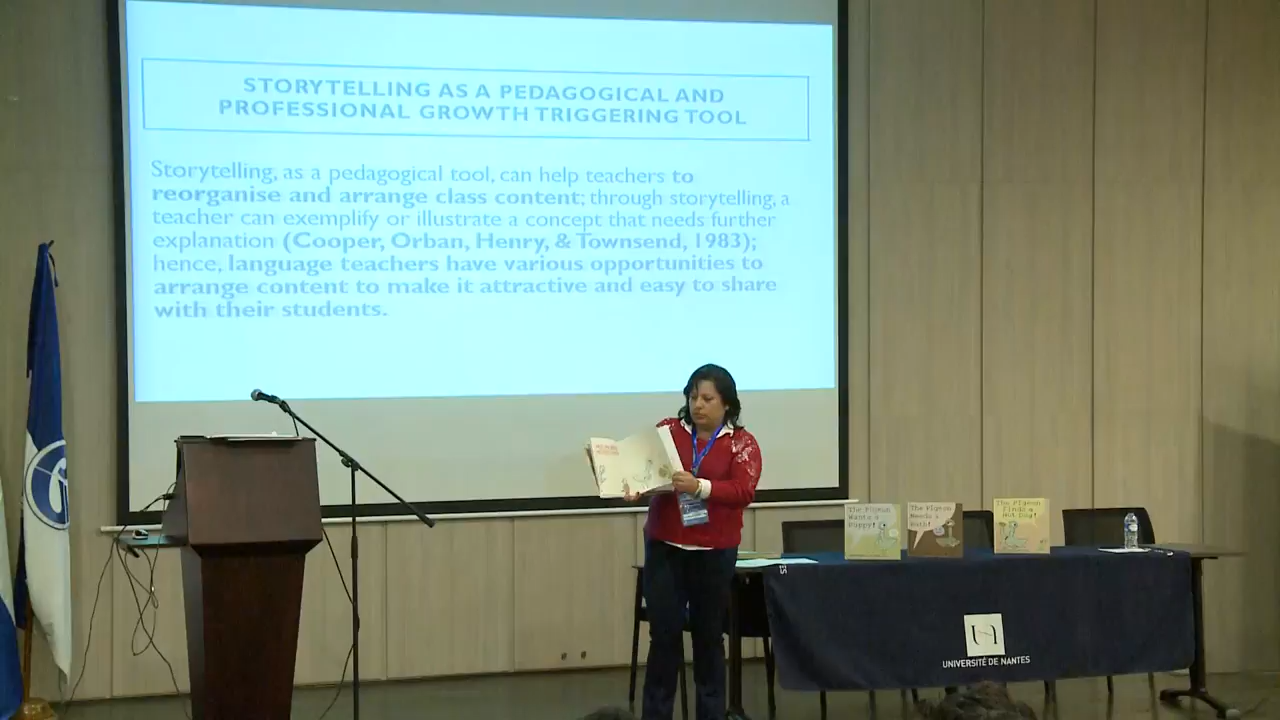 STORYTELLING AS A PEDAGOGICAL AND
PROFESSIONAL GROWTH TRIGGERING TOOL
Storytelling, as a pedagogical tool, can help teachers to
reorganise and arrange class content; through storytelling, a
teacher can exemplify or illustrate a concept that needs further
explanation (Cooper, Orban, Henry, & Townsend, 1983);
hence, language teachers have various opportunities to
arrange content to make it attractive and easy to share
with their students.
The Pigeon
Wants a
Puppy!
The Pigeon
Needs a
Bath!
The Pigeon
Finds a
Hot Dog!
UNIVERSITÉ DE NANTES